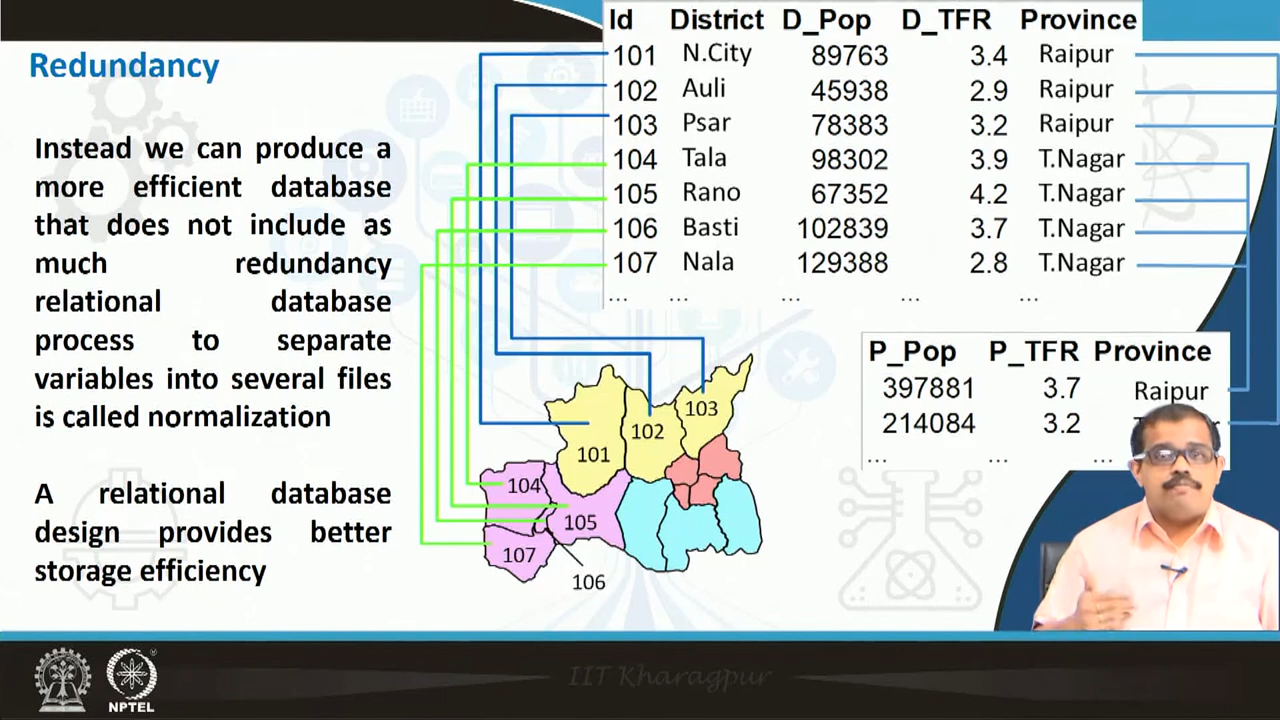 Redundancy
Instead we can produce a
more efficient database
that does not include as
much redundancy
relational database
process to separate
variables into several files
is called normalization
A relational database
design provides better
storage efficiency
Id District D_Pop D_TFR Province
101 N.City 89763 3.4 Raipur
102 Auli 45938 2.9 Raipur
103 Psar 78383 3.2 Raipur
104 Tala 98302 3.9 T.Nagar
105 Rano 67352 4.2 T.Nagar
106 Basti 102839 3.7 T.Nagar
107 Nala 129388 2.8 T.Nagar
... ... ... ... ...
P_Pop P_TFR Province
397881 3.7 Raipur
214084 3.2
... ... ...
103
102
101
104
105
107
106
IIT Kharagpur
NPTEL